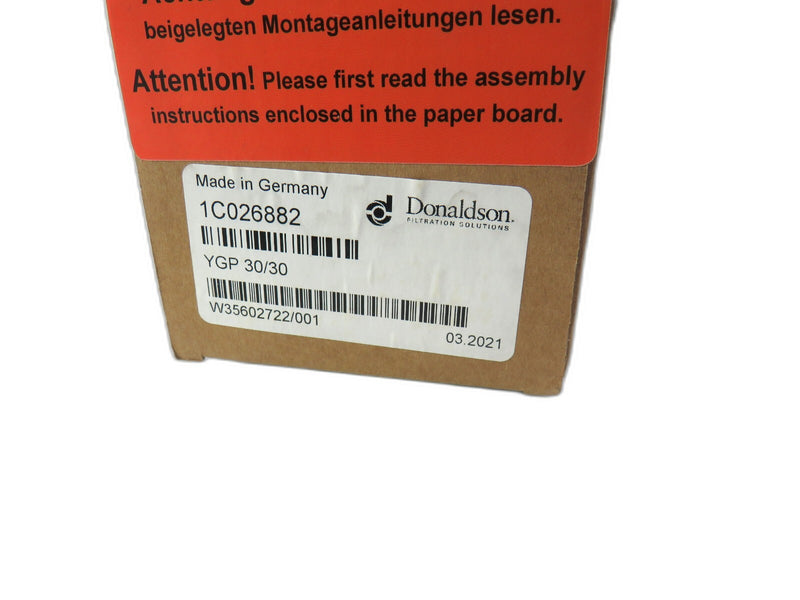 beigelegten Montageanleitungen lesen.
Attention! Please first read the assembly
instructions enclosed in the paper board.
Made in Germany
1C026882
Donaldson.
FILTRATION SOLUTIONS
YGP 30/30
W35602722/001
03.2021